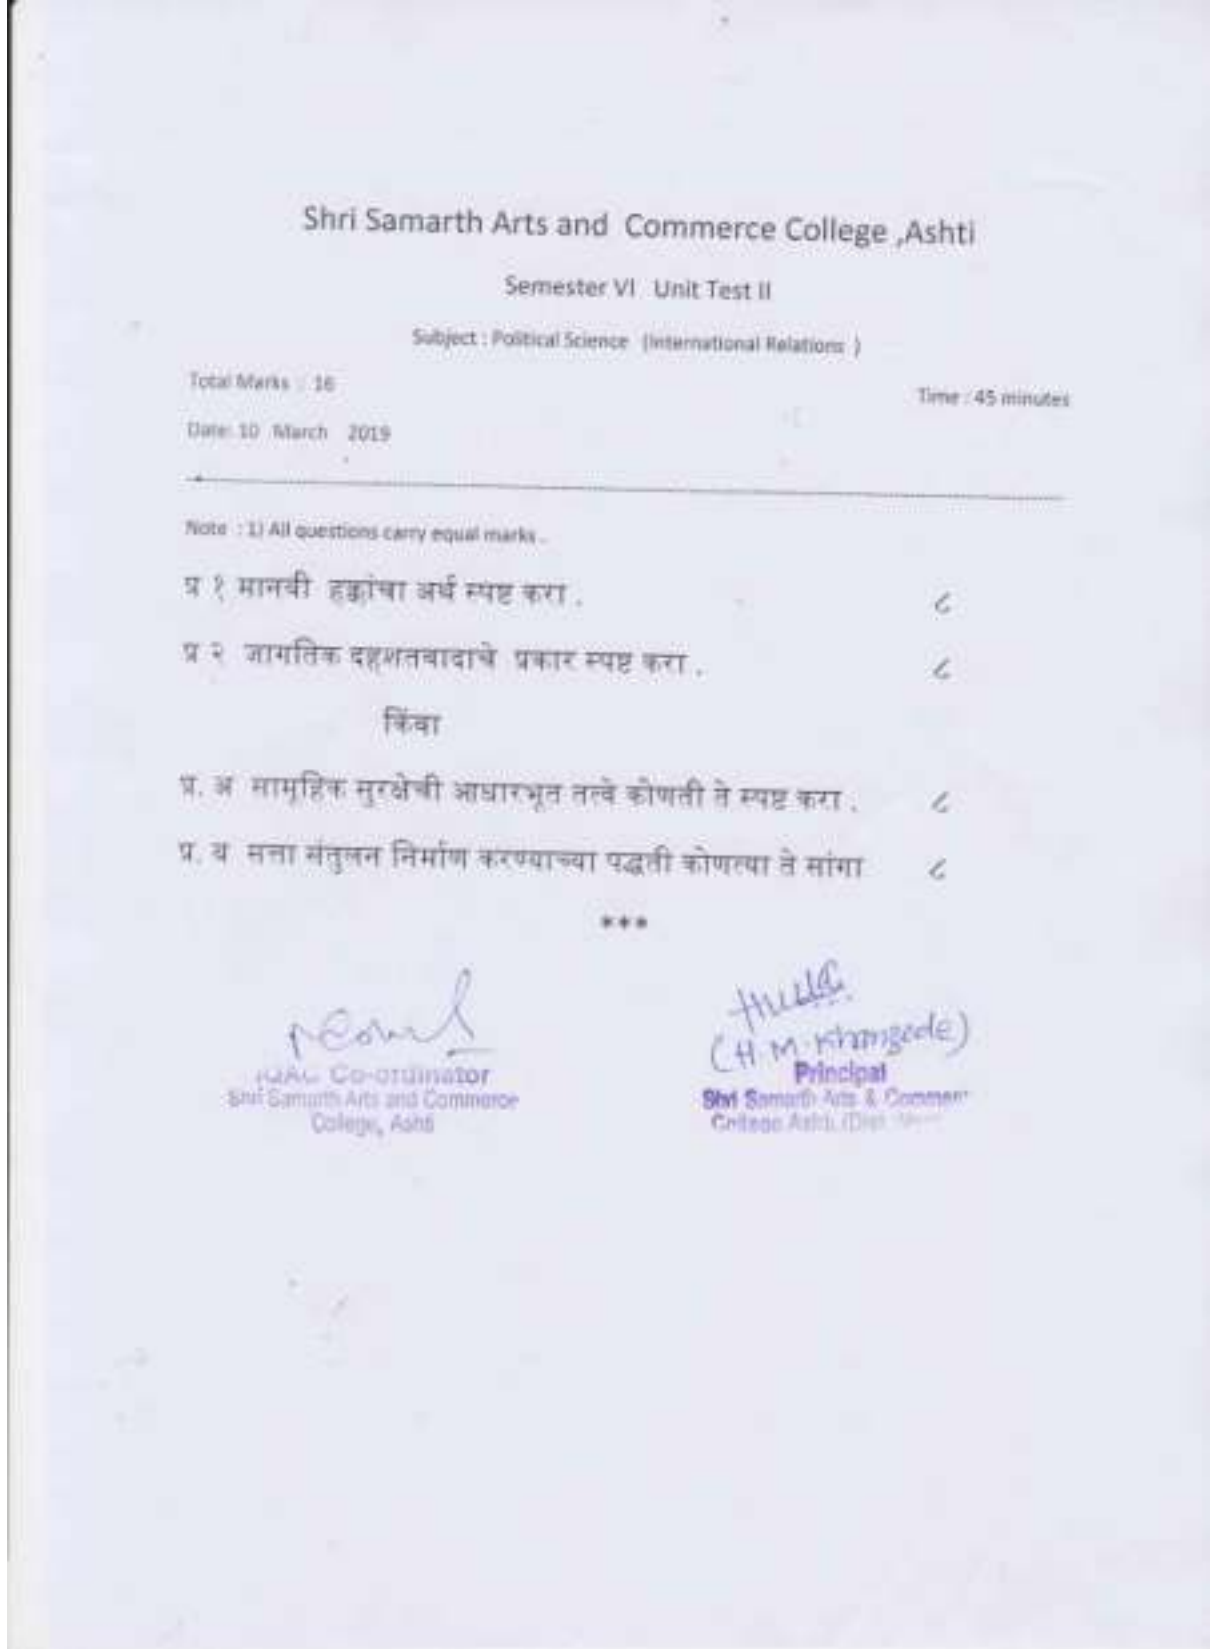 Shri Samarth Arts and Commerce College ,Ashti
Semester VI Unit Test II
Subject : Political Science (International Relations )
Total Marks : 16
Time : 45 minutes
Date: 10 March 2019
Note : 1) All questions carry equal marks .
प्र १ मानवी हक्कांचा अर्थ स्पष्ट करा . ८
प्र २ जागतिक दहशतवादाचे प्रकार स्पष्ट करा . ८
किंवा
प्र. अ सामूहिक सुरक्षेची आधारभूत तत्वे कोणती ते स्पष्ट करा . ८
प्र. ब सत्ता संतुलन निर्माण करण्याच्या पद्धती कोणत्या ते सांगा ८
***
(H. M. Khangede)
IQAC Co-ordinator
Shri Samarth Arts and Commerce
College, Ashti
Principal
Shri Samarth Arts & Commer
College Ashti, (Dist.